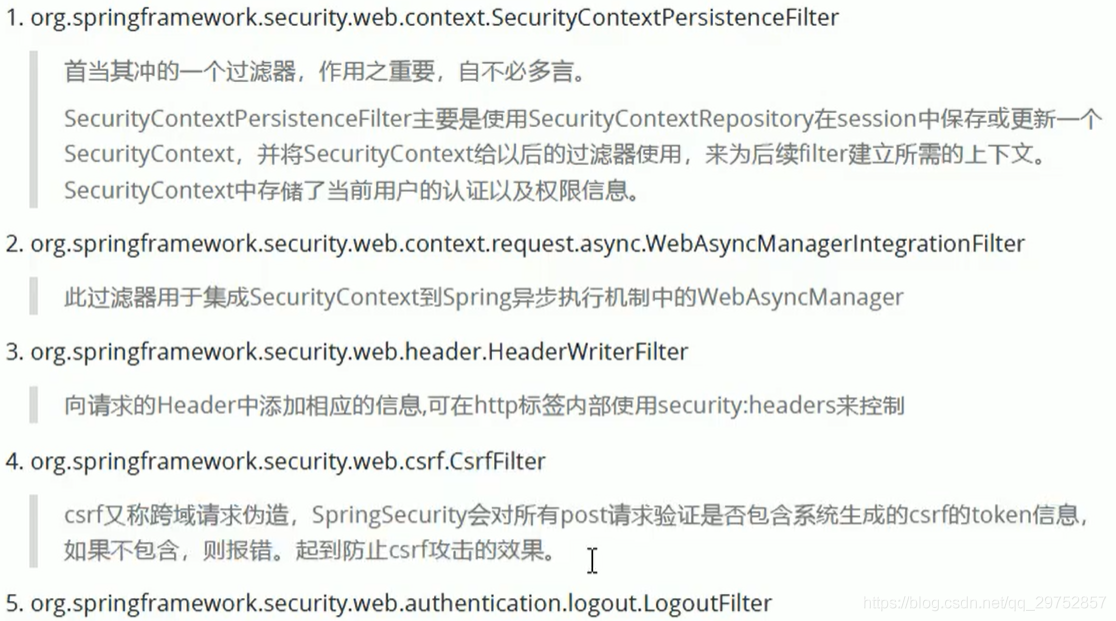 1. org.springframework.security.web.context.SecurityContextPersistenceFilter
首当其冲的一个过滤器，作用之重要，自不必多言。
SecurityContextPersistenceFilter主要是使用SecurityContextRepository在session中保存或更新一个
SecurityContext，并将SecurityContext给以后的过滤器使用，来为后续filter建立所需的上下文。
SecurityContext中存储了当前用户的认证以及权限信息。
2. org.springframework.security.web.context.request.async.WebAsyncManagerIntegrationFilter
此过滤器用于集成SecurityContext到Spring异步执行机制中的WebAsyncManager
3. org.springframework.security.web.header.HeaderWriterFilter
向请求的Header中添加相应的信息,可在http标签内部使用security:headers来控制
4. org.springframework.security.web.csrf.CsrfFilter
csrf又称跨域请求伪造，SpringSecurity会对所有post请求验证是否包含系统生成的csrf的token信息，
如果不包含，则报错。起到防止csrf攻击的效果。
5. org.springframework.security.web.authentication.logout.LogoutFilter
https://blog.csdn.net/qq_29752857